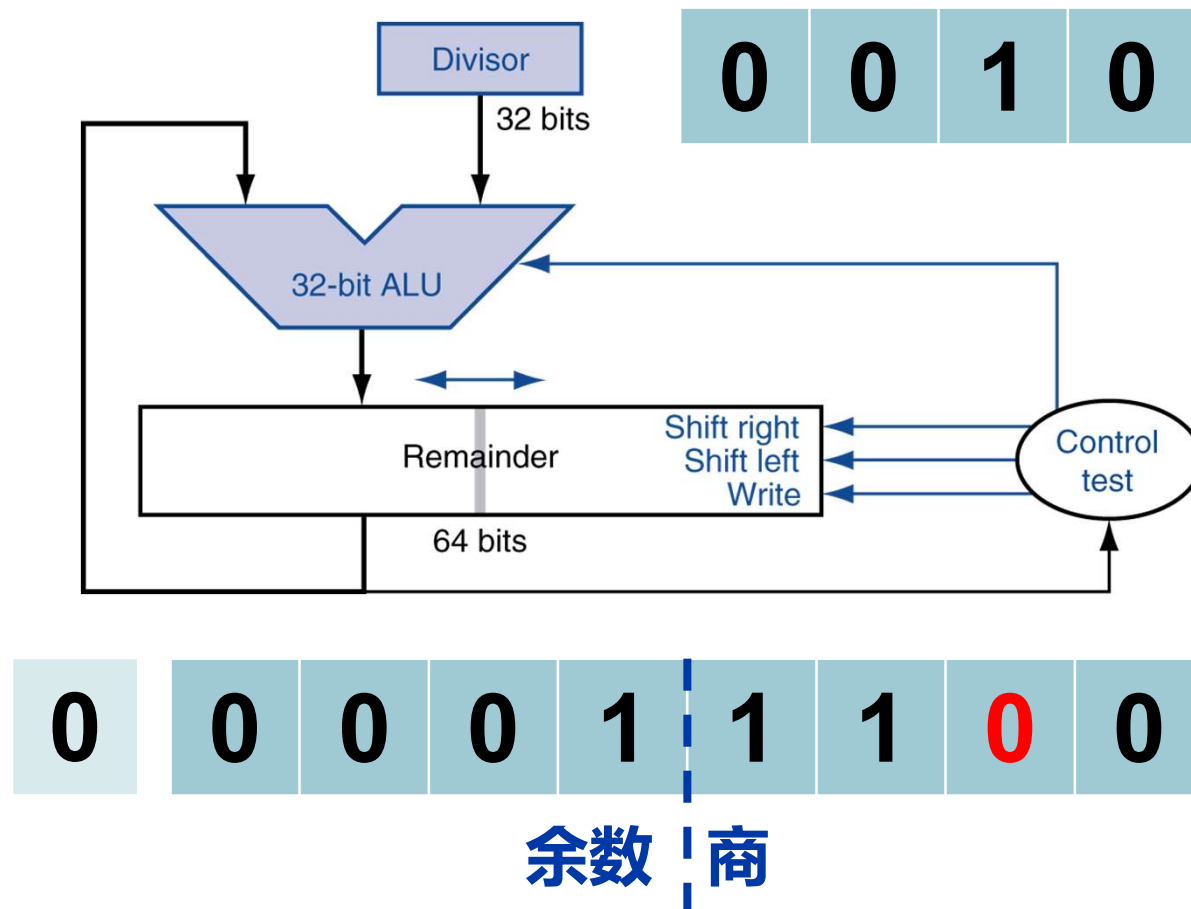 Divisor
0 0 1 0
32 bits
32-bit ALU
Remainder
Shift right
Shift left
Write
Control
test
64 bits
0 0 0 0 1 1 1 0 0
余数 商